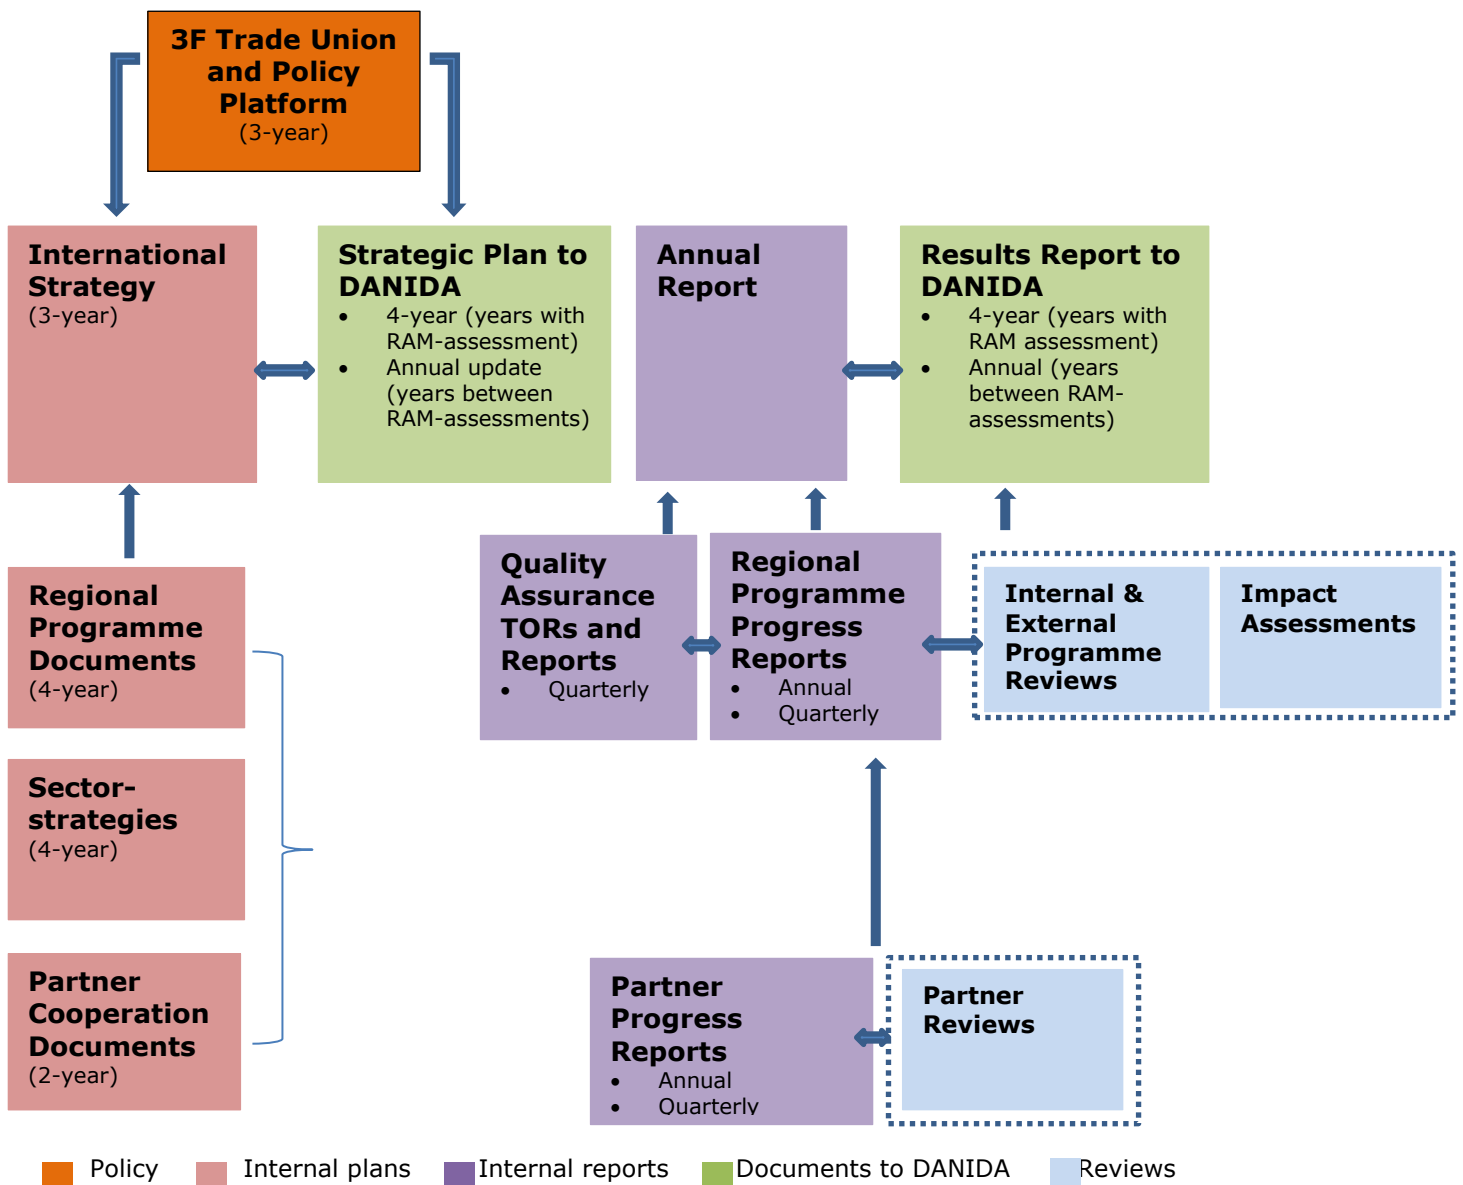 3F Trade Union
and Policy
Platform
(3-year)
International
Strategy
(3-year)
Strategic Plan to
DANIDA
• 4-year (years with
RAM-assessment)
• Annual update
(years between
RAM-assessments)
Annual
Report
Results Report to
DANIDA
• 4-year (years with
RAM assessment)
• Annual (years
between RAM-
assessments)
Regional
Programme
Documents
(4-year)
Quality
Assurance
TORs and
Reports
• Quarterly
Regional
Programme
Progress
Reports
• Annual
• Quarterly
Internal &
External
Programme
Reviews
Impact
Assessments
Sector-
strategies
(4-year)
Partner
Cooperation
Documents
(2-year)
Partner
Progress
Reports
• Annual
• Quarterly
Partner
Reviews
Policy Internal plans Internal reports Documents to DANIDA Reviews